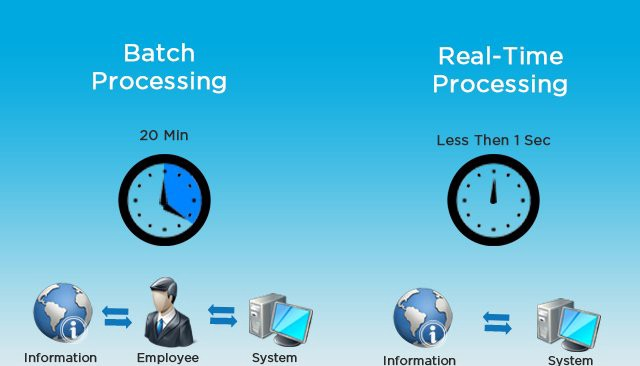 Batch
Processing
20 Min
Information
Employee
System
Real-Time
Processing
Less Then 1 Sec
Information
System